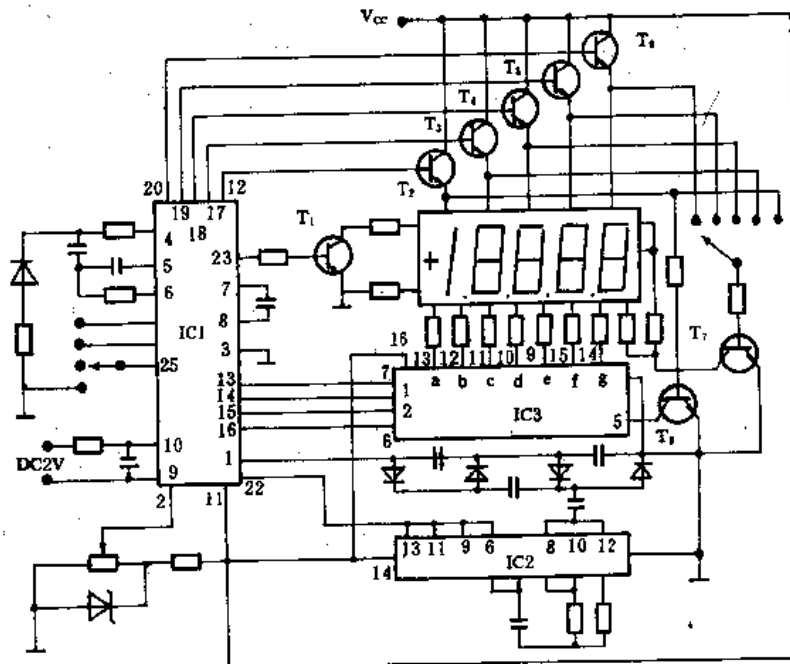 Vcc
T₆
T₅
T₄
T₃
T₂
T₁
20 19 18 17 12
4
5
6
25
10
9
IC1
23
7
8
3
13
14
15
16
1
22
2 11
DC2V
+18888
16
13 12 11 10 9 15 14
a b c d e f g
7
1
2
6
IC3
5
T₇
T₈
13 11 9 6 8 10 12
14
IC2